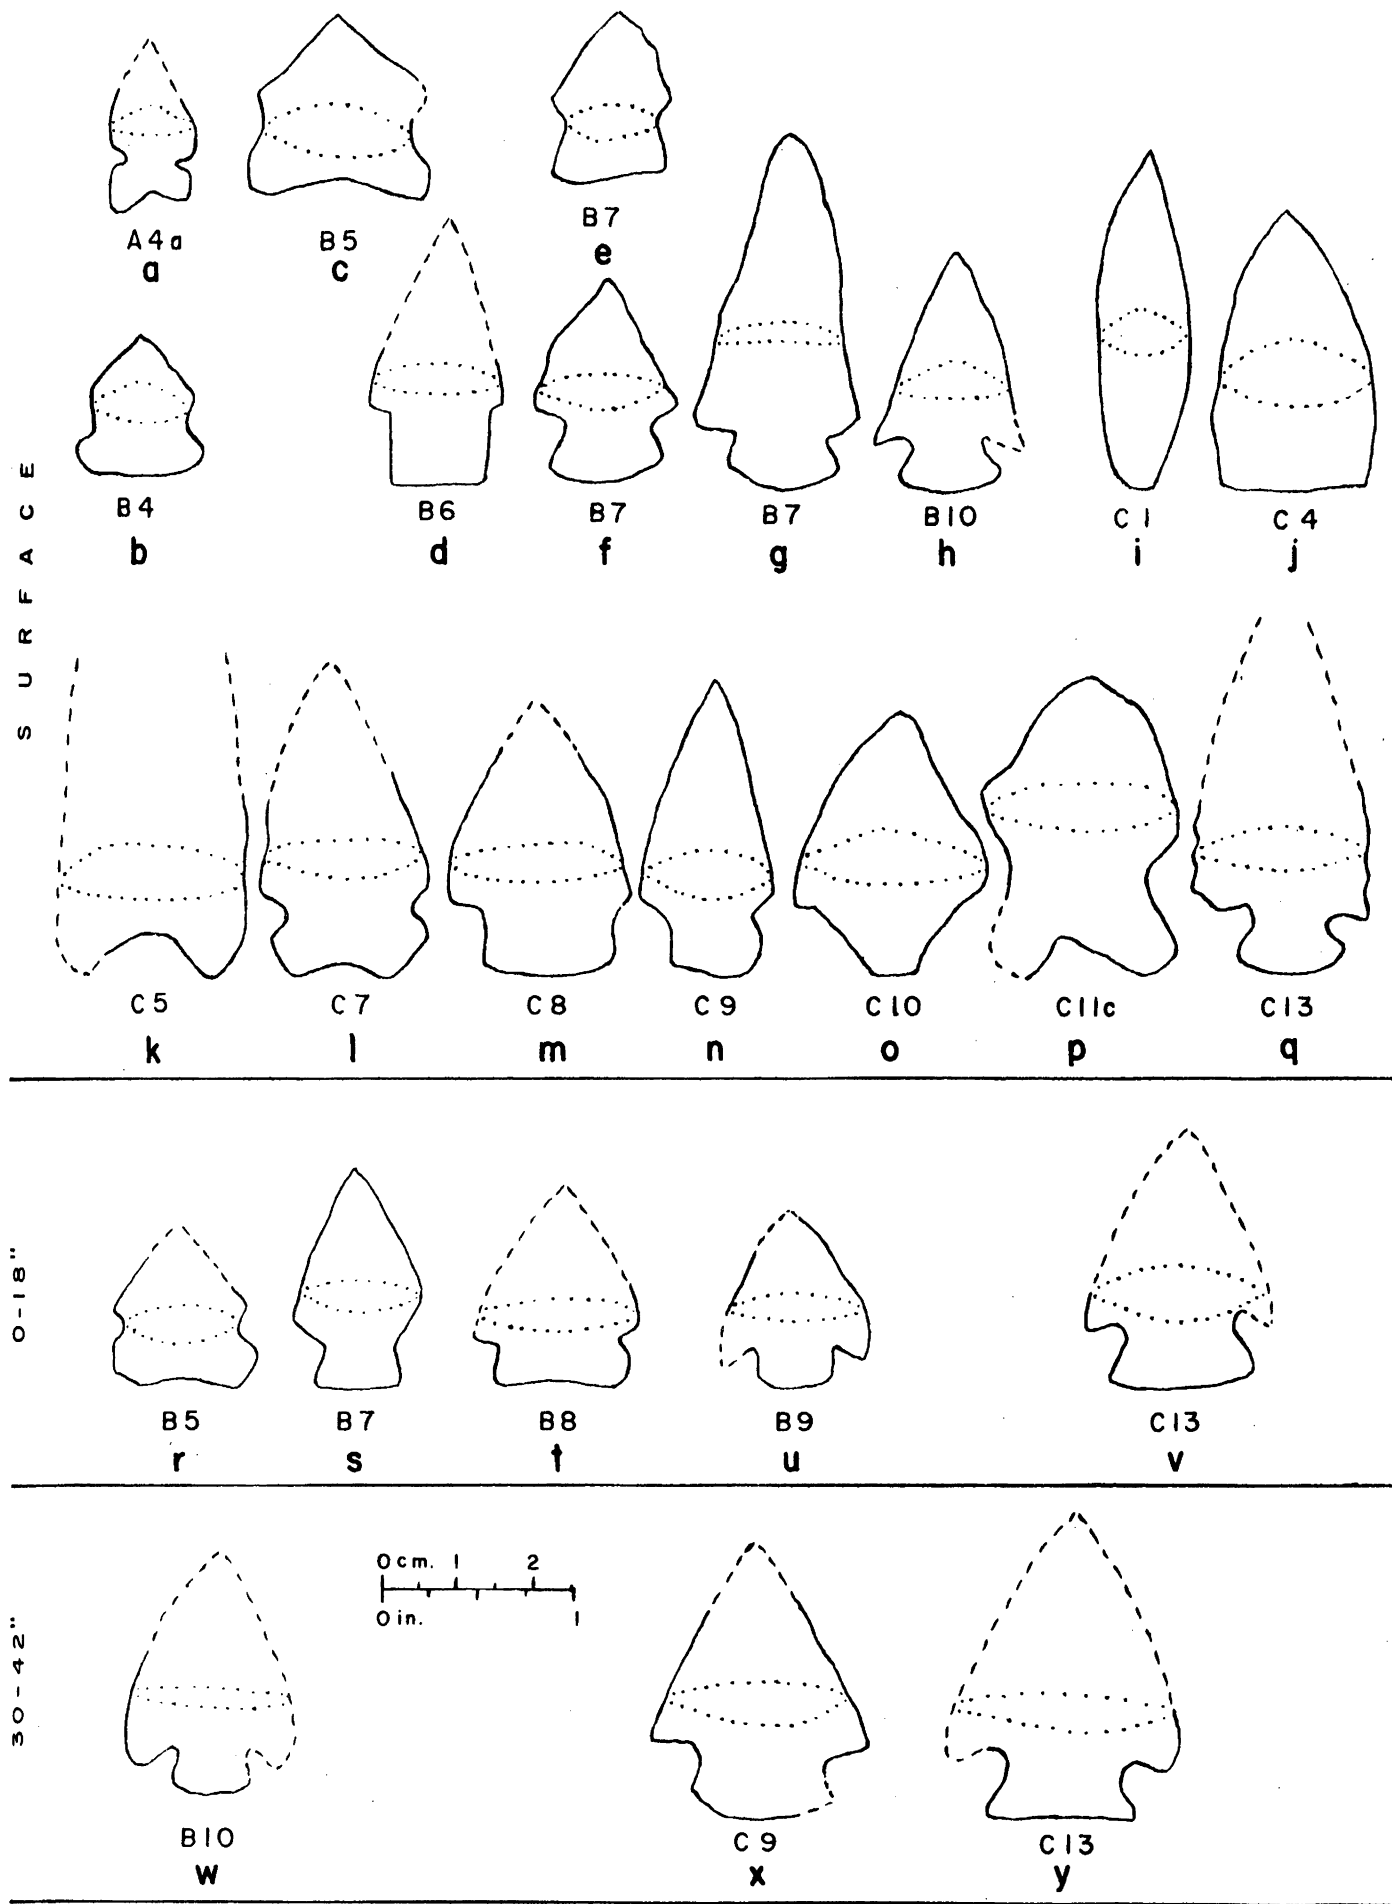 SURFACE
A4a
a
B5
c
B7
e
B4
b
B6
d
B7
f
B7
g
B10
h
C1
i
C4
j
C5
k
C7
l
C8
m
C9
n
C10
o
C11c
p
C13
q
0-18"
B5
r
B7
s
B8
t
B9
u
C13
v
30-42"
0 cm. 1 2
0 in. 1
B10
w
C9
x
C13
y